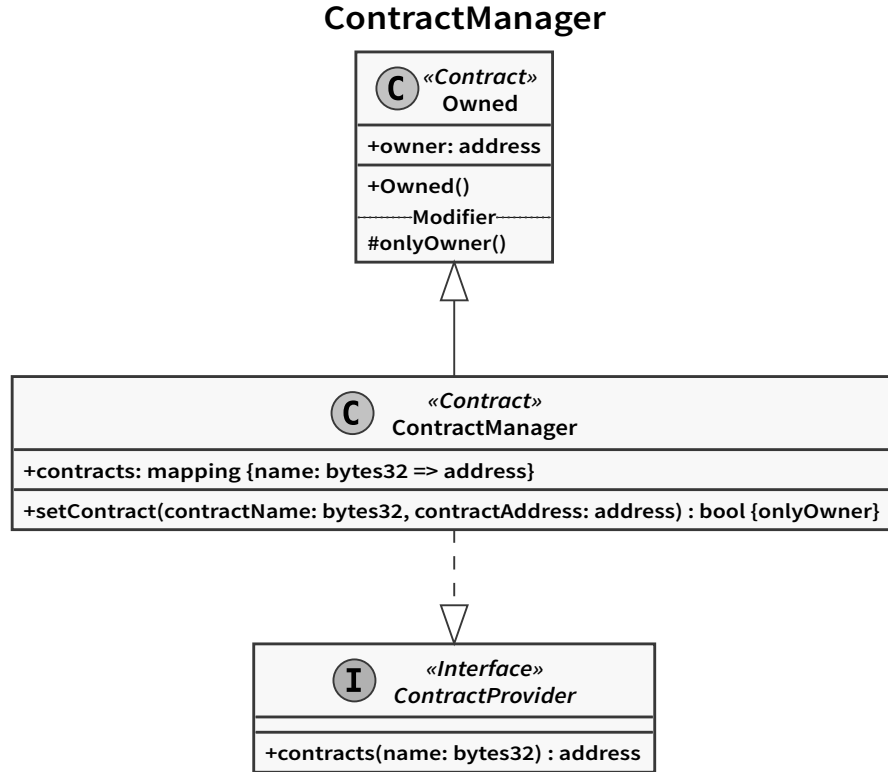 ContractManager
C «Contract»
Owned
+owner: address
+Owned()
Modifier
#onlyOwner()
C «Contract»
ContractManager
+contracts: mapping {name: bytes32 => address}
+setContract(contractName: bytes32, contractAddress: address) : bool {onlyOwner}
I «Interface»
ContractProvider
+contracts(name: bytes32) : address